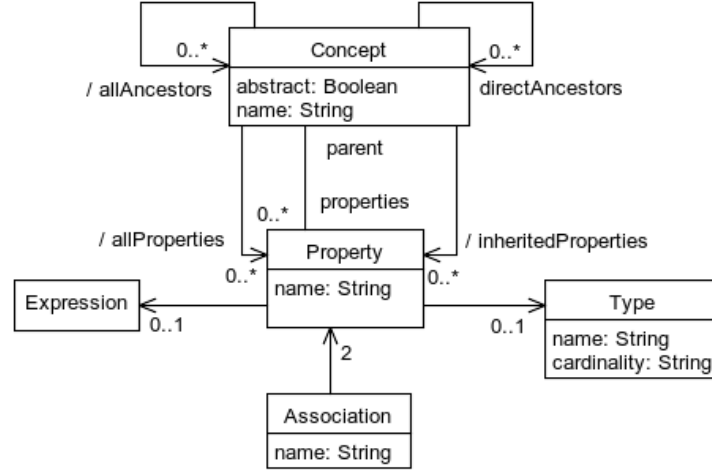 0..*
Concept
0..*
/ allAncestors
abstract: Boolean
directAncestors
name: String
parent
properties
0..*
/ allProperties
Property
/ inheritedProperties
0..*
0..*
Expression
name: String
Type
0..1
0..1
name: String
2
cardinality: String
Association
name: String